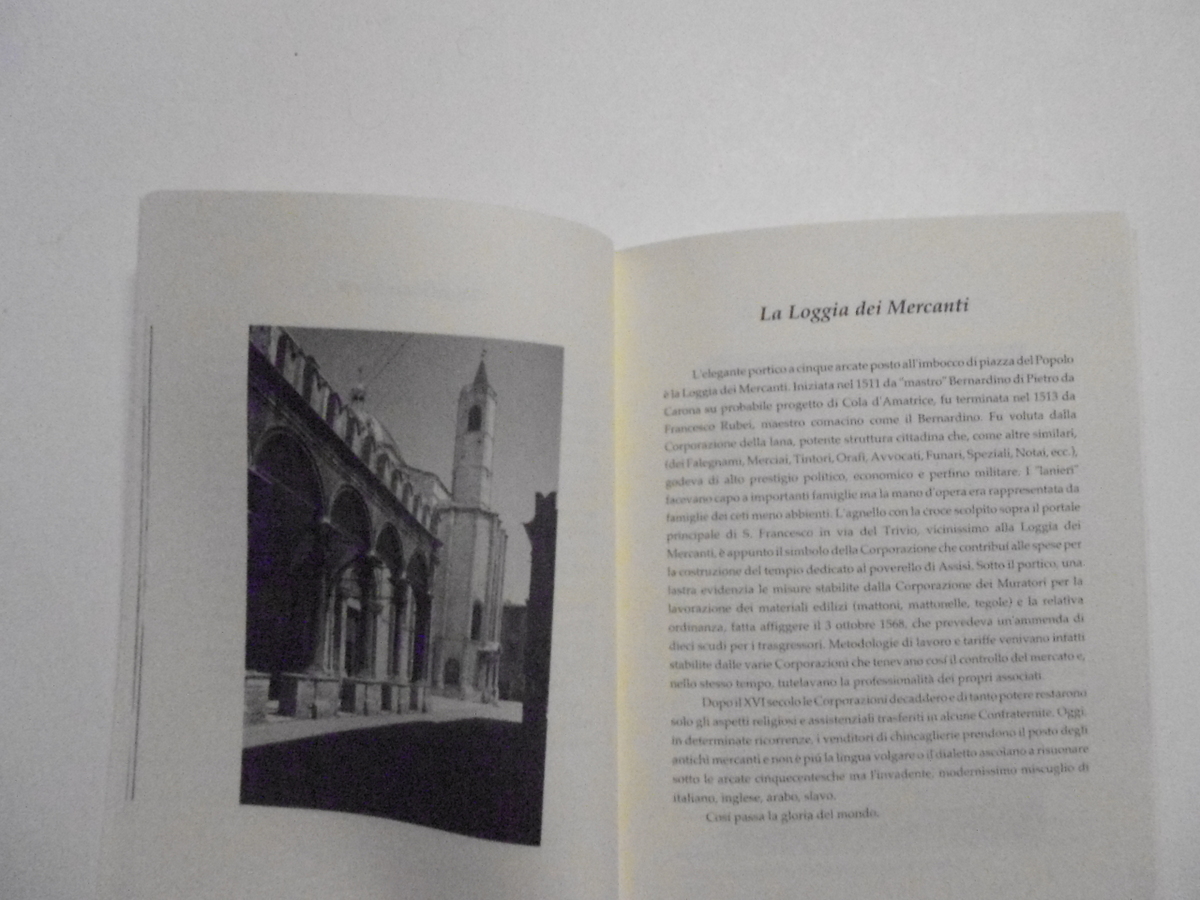 La Loggia dei Mercanti
L'elegante portico a cinque arcate posto all'imbocco di piazza del Popolo
è la Loggia dei Mercanti. Iniziata nel 1511 da "mastro" Bernardino di Pietro da
Carona su probabile progetto di Cola d'Amatrice, fu terminata nel 1513 da
Francesco Rubei, maestro comacino come il Bernardino. Fu voluta dalla
Corporazione della lana, potente struttura cittadina che, come altre similari,
(dei Falegnami, Merciai, Tintori, Orafi, Avvocati, Funari, Speziali, Notai, ecc.),
godeva di alto prestigio politico, economico e perfino militare. I "lanieri"
facevano capo a importanti famiglie ma la mano d'opera era rappresentata da
famiglie dei ceti meno abbienti. L'agnello con la croce scolpito sopra il portale
principale di S. Francesco in via del Trivio, vicinissimo alla Loggia dei
Mercanti, è appunto il simbolo della Corporazione che contribuí alle spese per
la costruzione del tempio dedicato al poverello di Assisi. Sotto il portico, una
lastra evidenzia le misure stabilite dalla Corporazione dei Muratori per la
lavorazione dei materiali edilizi (mattoni, mattonelle, tegole) e la relativa
ordinanza, fatta affiggere il 3 ottobre 1568, che prevedeva un'ammenda di
dieci scudi per i trasgressori. Metodologie di lavoro e tariffe venivano infatti
stabilite dalle varie Corporazioni che tenevano cosí il controllo del mercato e,
nello stesso tempo, tutelavano la professionalità dei propri associati.
Dopo il XVI secolo le Corporazioni decaddero e di tanto potere restarono
solo gli aspetti religiosi e assistenziali trasferiti in alcune Confraternite. Oggi,
in determinate ricorrenze, i venditori di chincaglierie prendono il posto degli
antichi mercanti e non è piú la lingua volgare o il dialetto ascolano a risuonare
sotto le arcate cinquecentesche ma l'invadente, modernissimo miscuglio di
italiano, inglese, arabo, slavo.
Cosí passa la gloria del mondo.